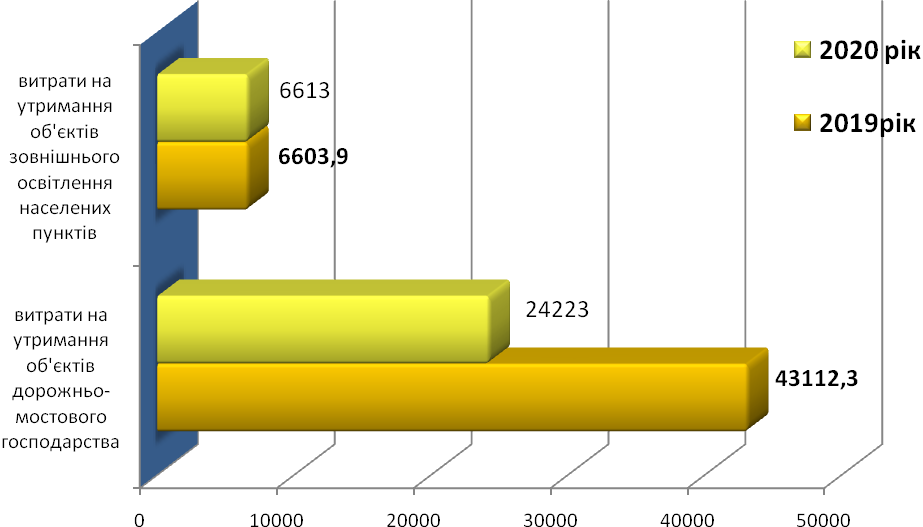 2020 рік
2019рік
витрати на
утримання
об'єктів
зовнішнього
освітлення
населених
пунктів
6613
6603,9
витрати на
утримання
об'єктів
дорожньо-
мостового
господарства
24223
43112,3
0
10000
20000
30000
40000
50000